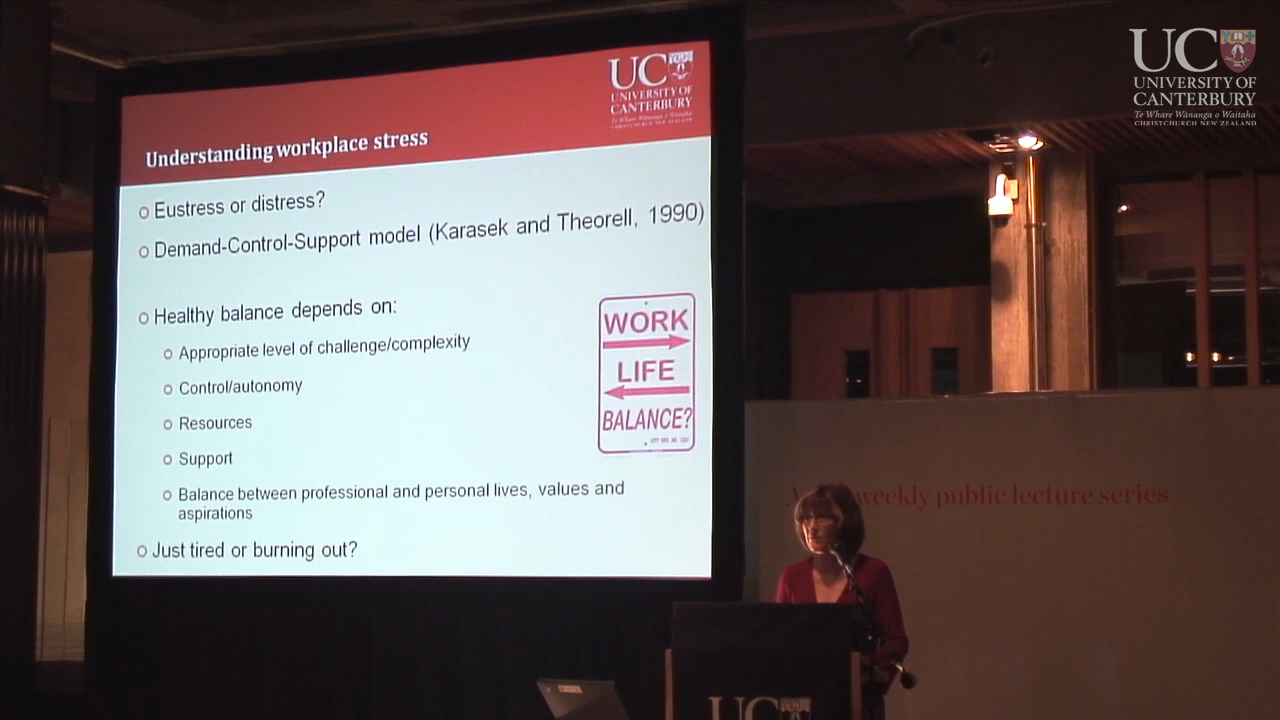 UC
UNIVERSITY OF
CANTERBURY
Te Whare Wānanga o Waitaha
CHRISTCHURCH NEW ZEALAND
UC
UNIVERSITY OF
CANTERBURY
Te Whare Wānanga o Waitaha
CHRISTCHURCH NEW ZEALAND
Understanding workplace stress
Eustress or distress?
Demand-Control-Support model (Karasek and Theorell, 1990)
Healthy balance depends on:
Appropriate level of challenge/complexity
Control/autonomy
Resources
Support
Balance between professional and personal lives, values and
aspirations
Just tired or burning out?
WORK
LIFE
BALANCE?
weekly public lecture series
UC